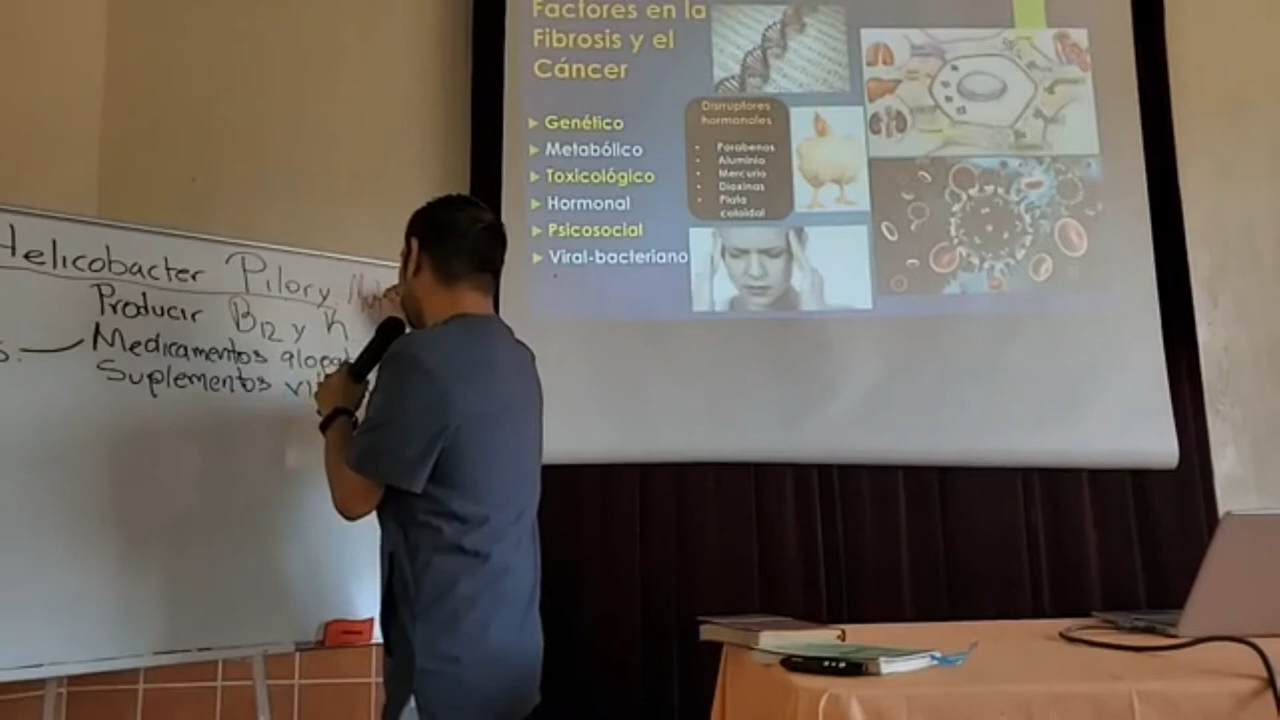 Helicobacter Pilory
Producir B12 y K
Medicamentos
Suplementos
Factores en la
Fibrosis y el
Cáncer
Genético
Metabólico
Toxicológico
Hormonal
Psicosocial
Viral-bacteriano
Disruptores
hormonales
Parabenos
Aluminio
Mercurio
Dioxinas
Plata
coloidal